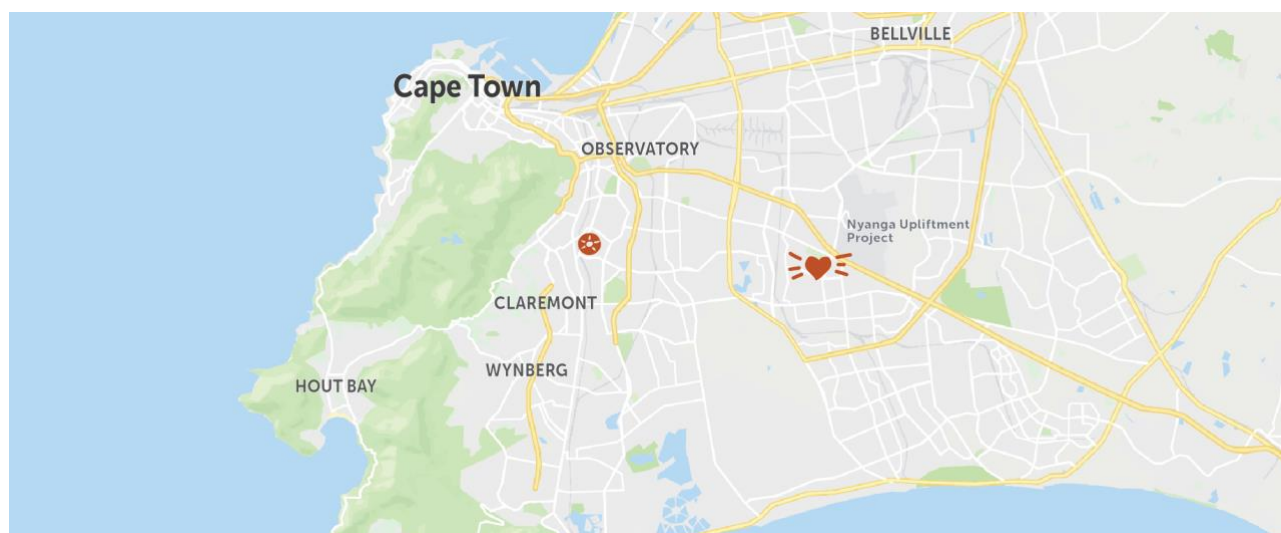 BELLVILLE
Cape Town
OBSERVATORY
Nyanga Upliftment
Project
CLAREMONT
WYNBERG
HOUT BAY